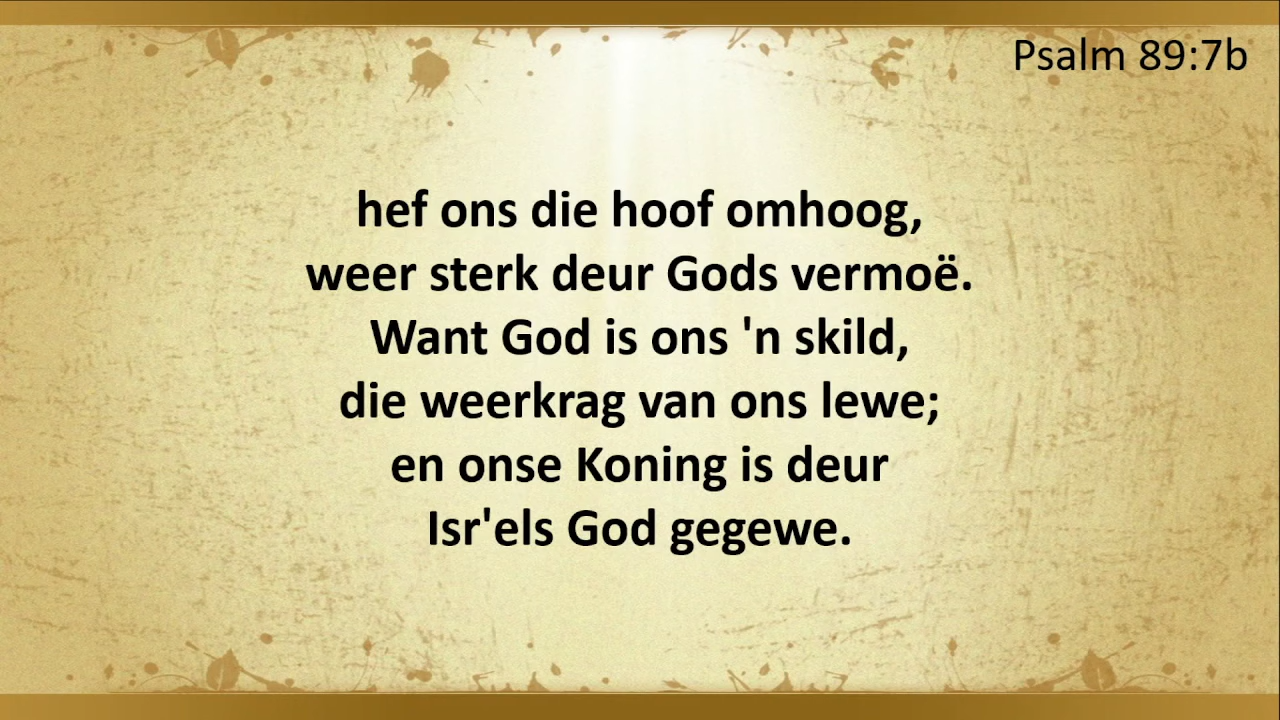 Psalm 89:7b
hef ons die hoof omhoog,
weer sterk deur Gods vermoë.
Want God is ons 'n skild,
die weerkrag van ons lewe;
en onse Koning is deur
Isr'els God gegewe.